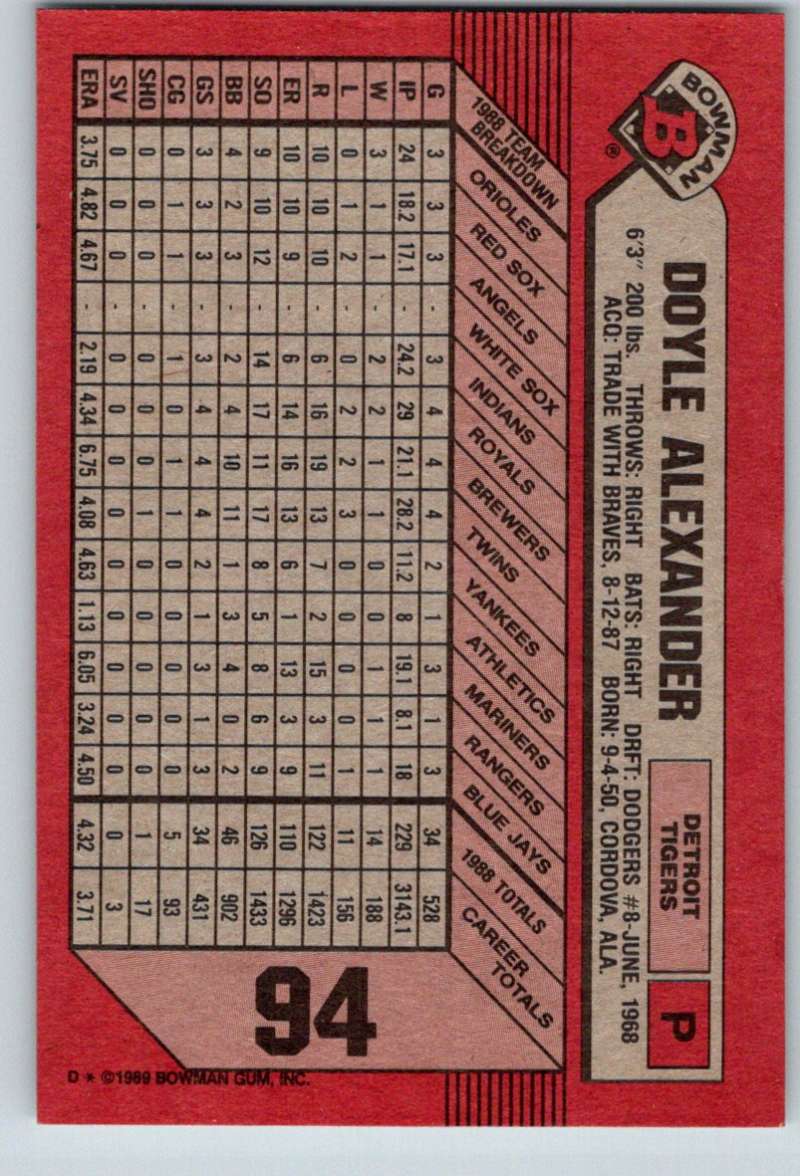 BOWMAN
B
®
DOYLE ALEXANDER
DETROIT
TIGERS
P
6'3" 200 lbs. THROWS: RIGHT BATS: RIGHT DRFT: DODGERS #8-JUNE, 1968
ACQ: TRADE WITH BRAVES, 8-12-87 BORN: 9-4-50, CORDOVA, ALA.
1988 TEAM
BREAKDOWN
ORIOLES
RED SOX
ANGELS
WHITE SOX
INDIANS
ROYALS
BREWERS
TWINS
YANKEES
ATHLETICS
MARINERS
RANGERS
BLUE JAYS
1988 TOTALS
CAREER
TOTALS
G 3 3 3 - 3 4 4 4 2 1 3 1 3 34 528
IP 24 18.2 17.1 - 24.2 29 21.1 28.2 11.2 8 19.1 8.1 18 229 3143.1
W 3 1 1 - 2 2 1 1 0 0 1 1 1 14 188
L 0 1 2 - 0 2 2 3 0 0 0 0 1 11 156
R 10 10 10 - 6 16 19 13 7 2 15 3 11 122 1423
ER 10 10 9 - 6 14 16 13 6 1 13 3 9 110 1296
SO 9 10 12 - 14 17 11 17 8 5 8 6 9 126 1433
BB 4 2 3 - 2 4 10 11 1 3 4 0 2 46 902
GS 3 3 3 - 3 4 4 4 2 1 3 1 3 34 431
CG 0 1 1 - 1 0 1 1 0 0 0 0 0 5 93
SHO 0 0 0 - 0 0 0 1 0 0 0 0 0 1 17
SV 0 0 0 - 0 0 0 0 0 0 0 0 0 0 3
ERA 3.75 4.82 4.67 - 2.19 4.34 6.75 4.08 4.63 1.13 6.05 3.24 4.50 4.32 3.71
94
D * ©1989 BOWMAN GUM, INC.